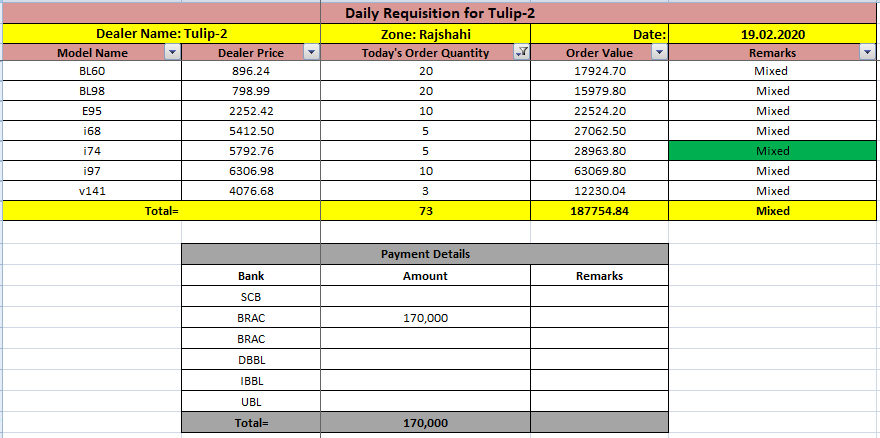 Daily Requisition for Tulip-2
Dealer Name: Tulip-2 Zone: Rajshahi Date: 19.02.2020
Model Name Dealer Price Today's Order Quantity Order Value Remarks
BL60 896.24 20 17924.70 Mixed
BL98 798.99 20 15979.80 Mixed
E95 2252.42 10 22524.20 Mixed
i68 5412.50 5 27062.50 Mixed
i74 5792.76 5 28963.80 Mixed
i97 6306.98 10 63069.80 Mixed
v141 4076.68 3 12230.04 Mixed
Total= 73 187754.84 Mixed
Payment Details
Bank Amount Remarks
SCB
BRAC 170,000
BRAC
DBBL
IBBL
UBL
Total= 170,000